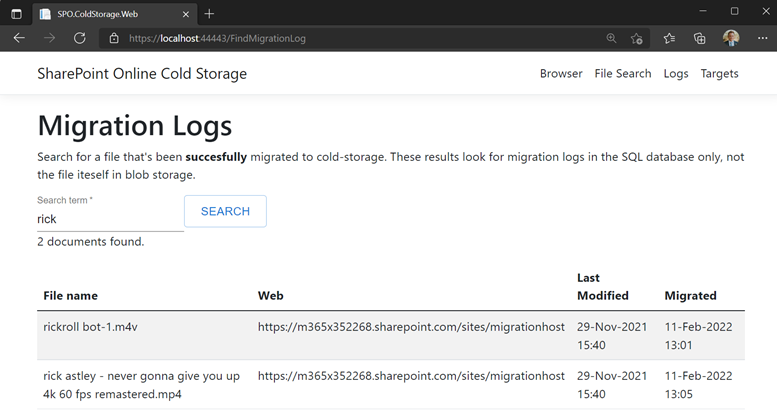 SPO.ColdStorage.Web
https://localhost:44443/FindMigrationLog
SharePoint Online Cold Storage
Browser File Search Logs Targets
Migration Logs
Search for a file that's been succesfully migrated to cold-storage. These results look for migration logs in the SQL database only, not
the file iteself in blob storage.
Search term *
rick
SEARCH
2 documents found.
File name Web Last Modified Migrated
rickroll bot-1.m4v https://m365x352268.sharepoint.com/sites/migrationhost 29-Nov-2021 11-Feb-2022
15:40 13:01
rick astley - never gonna give you up https://m365x352268.sharepoint.com/sites/migrationhost 29-Nov-2021 11-Feb-2022
4k 60 fps remastered.mp4 15:40 13:05